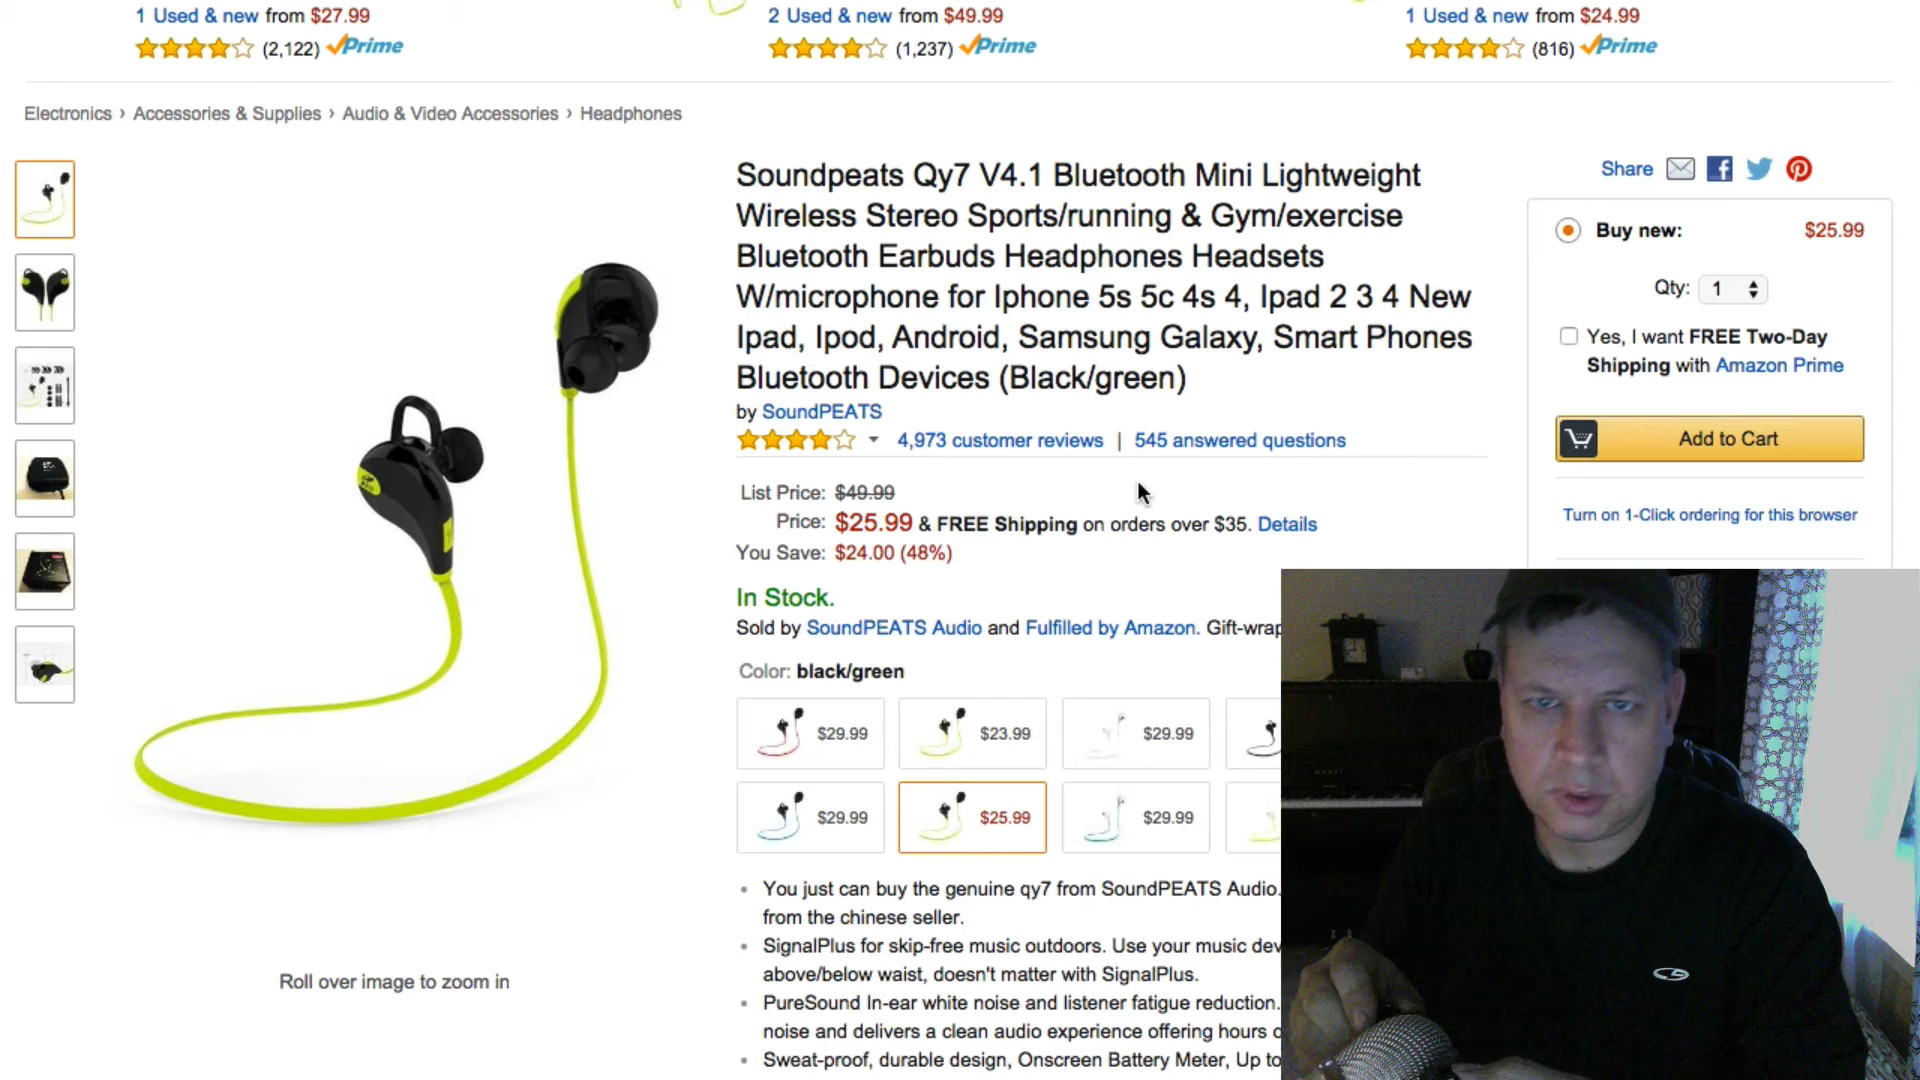 1 Used & new from $27.99
2 Used & new from $49.99
1 Used & new from $24.99
(2,122) Prime
(1,237) Prime
(816) Prime
Electronics › Accessories & Supplies › Audio & Video Accessories › Headphones
Soundpeats Qy7 V4.1 Bluetooth Mini Lightweight
Wireless Stereo Sports/running & Gym/exercise
Bluetooth Earbuds Headphones Headsets
W/microphone for Iphone 5s 5c 4s 4, Ipad 2 3 4 New
Ipad, Ipod, Android, Samsung Galaxy, Smart Phones
Bluetooth Devices (Black/green)
by SoundPEATS
4,973 customer reviews | 545 answered questions
List Price: $49.99
Price: $25.99 & FREE Shipping on orders over $35. Details
You Save: $24.00 (48%)
In Stock.
Sold by SoundPEATS Audio and Fulfilled by Amazon. Gift-wrap
Color: black/green
$29.99
$23.99
$29.99
$29.99
$25.99
$29.99
You just can buy the genuine qy7 from SoundPEATS Audio.
from the chinese seller.
SignalPlus for skip-free music outdoors. Use your music dev
above/below waist, doesn't matter with SignalPlus.
PureSound In-ear white noise and listener fatigue reduction.
noise and delivers a clean audio experience offering hours
Sweat-proof, durable design, Onscreen Battery Meter, Up to
Roll over image to zoom in
Share
Buy new: $25.99
Qty: 1
Yes, I want FREE Two-Day
Shipping with Amazon Prime
Add to Cart
Turn on 1-Click ordering for this browser